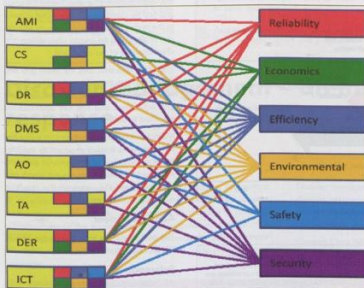 AMI
CS
DR
DMS
AO
TA
DER
ICT
Reliability
Economics
Efficiency
Environmental
Safety
Security